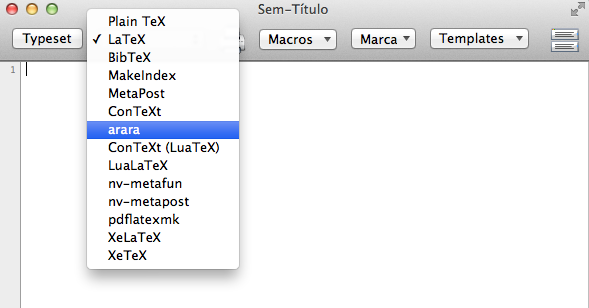 Sem-Título
Typeset
Macros
Marca
Templates
Plain TeX
✓ LaTeX
BibTeX
MakeIndex
MetaPost
ConTeXt
arara
ConTeXt (LuaTeX)
LuaLaTeX
nv-metafun
nv-metapost
pdflatexmk
XeLaTeX
XeTeX
1